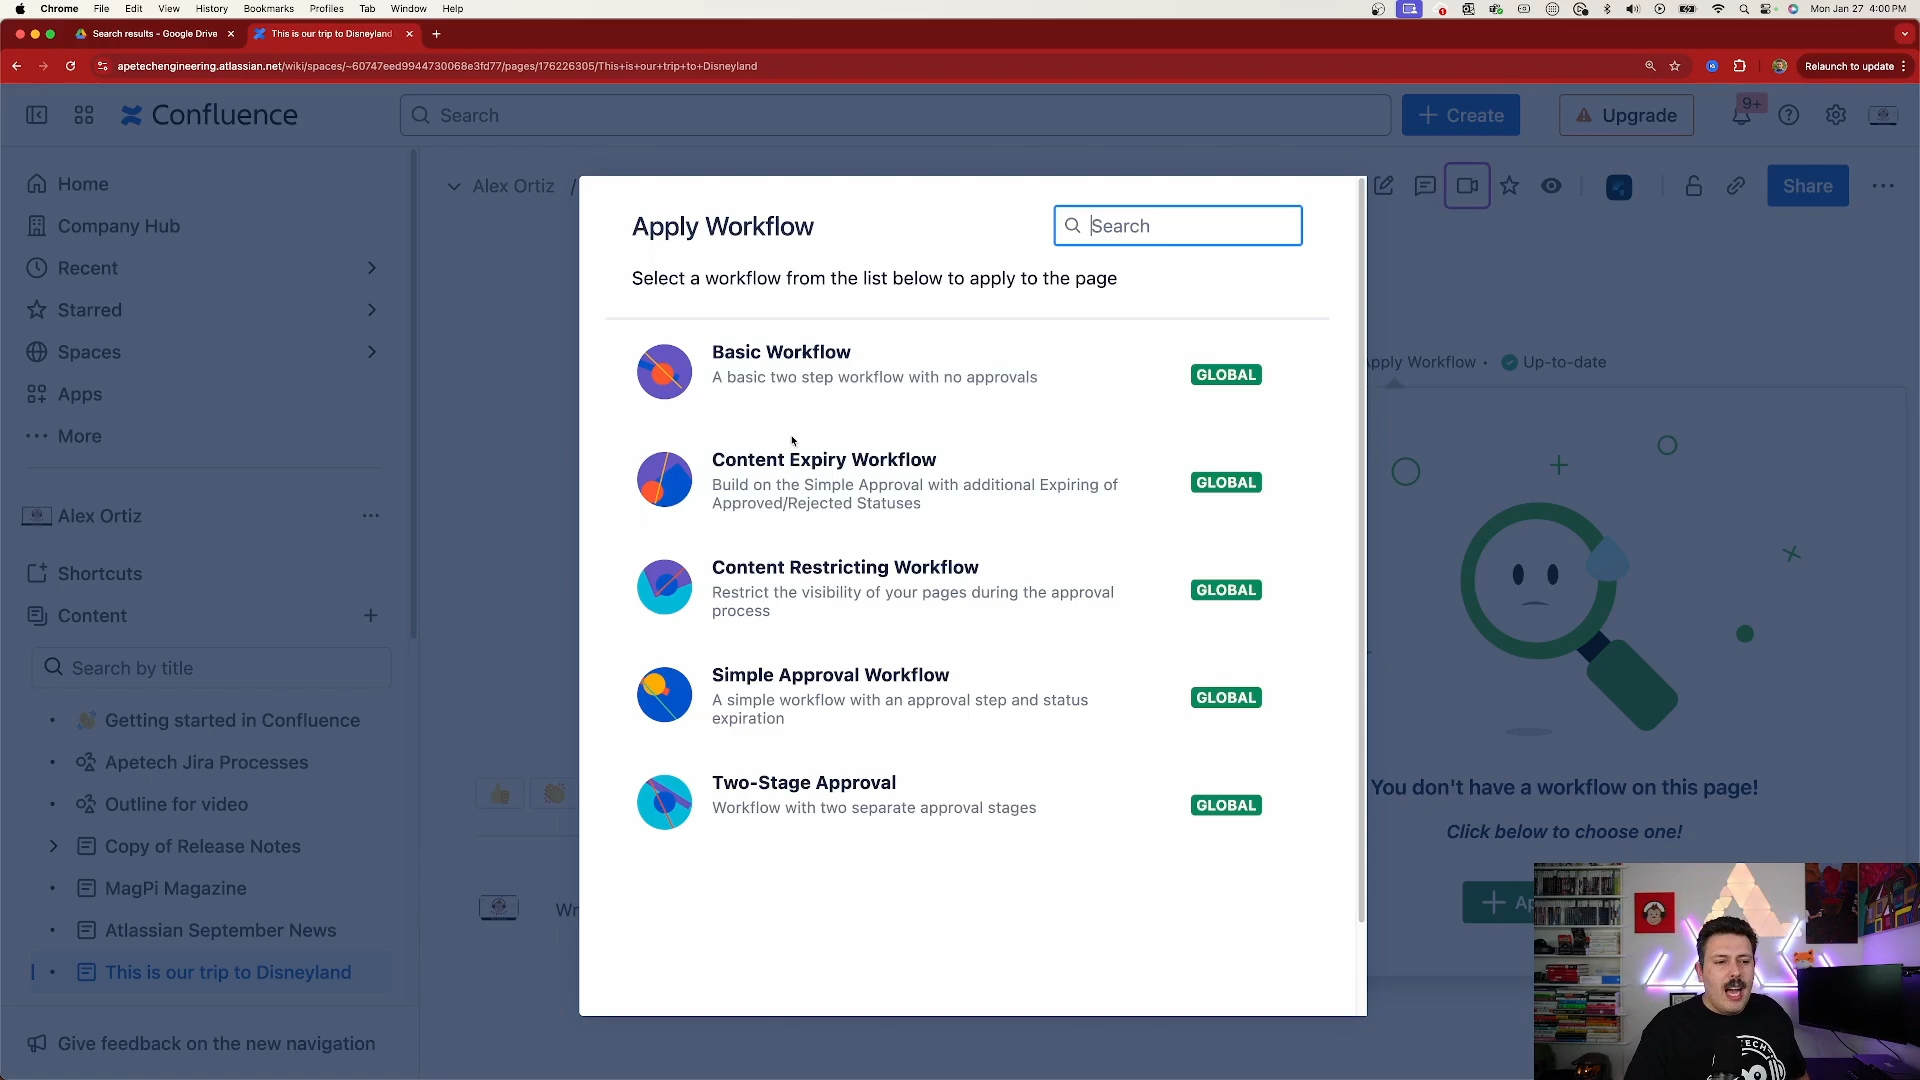 Chrome File Edit View History Bookmarks Profiles Tab Window Help
Mon Jan 27 4:00 PM
Search results - Google Drive
This is our trip to Disneyland
apetechengineering.atlassian.net/wiki/spaces/~60747eed9944730068e3fd77/pages/176226305/This+is+our+trip+to+Disneyland
Relaunch to update
Confluence
Search
Create
Upgrade
9+
Home
Company Hub
Recent
Starred
Spaces
Apps
More
Alex Ortiz
Shortcuts
Content
Search by title
Getting started in Confluence
Apetech Jira Processes
Outline for video
Copy of Release Notes
MagPi Magazine
Atlassian September News
This is our trip to Disneyland
Give feedback on the new navigation
Alex Ortiz /
Share
Apply Workflow
Search
Select a workflow from the list below to apply to the page
Basic Workflow
A basic two step workflow with no approvals
GLOBAL
Content Expiry Workflow
Build on the Simple Approval with additional Expiring of
Approved/Rejected Statuses
GLOBAL
Content Restricting Workflow
Restrict the visibility of your pages during the approval
process
GLOBAL
Simple Approval Workflow
A simple workflow with an approval step and status
expiration
GLOBAL
Two-Stage Approval
Workflow with two separate approval stages
GLOBAL
pply Workflow • Up-to-date
You don't have a workflow on this page!
Click below to choose one!
Ap
Wr